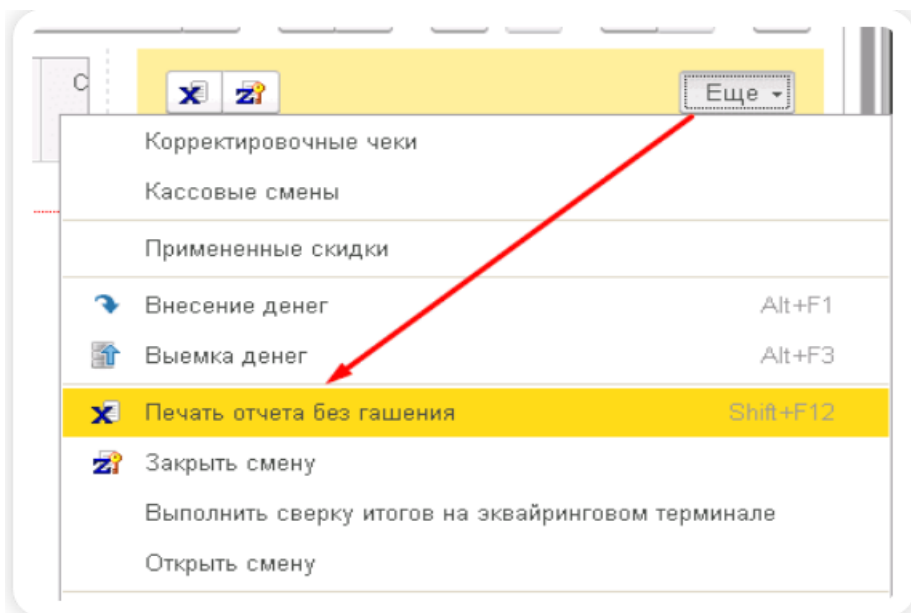 С
X Z Еще
Корректировочные чеки
Кассовые смены
Примененные скидки
Внесение денег Alt+F1
Выемка денег Alt+F3
X Печать отчета без гашения Shift+F12
Z Закрыть смену
Выполнить сверку итогов на эквайринговом терминале
Открыть смену